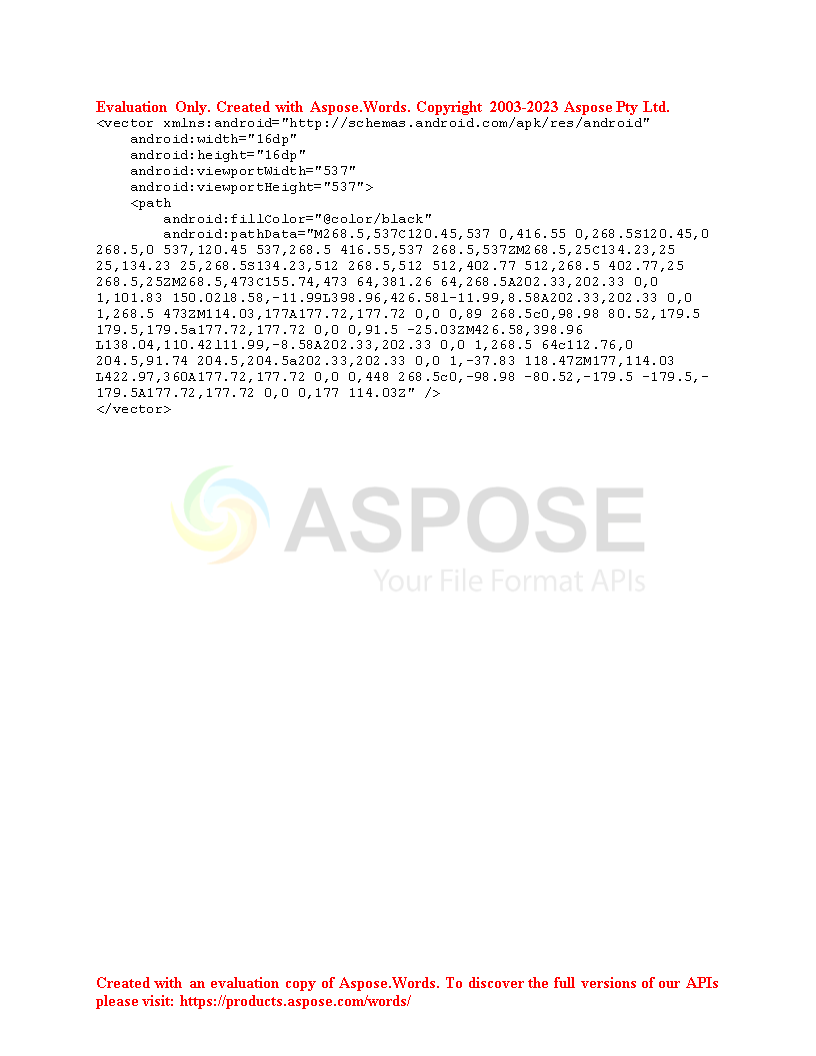 Evaluation Only. Created with Aspose.Words. Copyright 2003-2023 Aspose Pty Ltd.
<vector xmlns:android="http://schemas.android.com/apk/res/android"
    android:width="16dp"
    android:height="16dp"
    android:viewportWidth="537"
    android:viewportHeight="537">
    <path
        android:fillColor="@color/black"
        android:pathData="M268.5,537C120.45,537 0,416.55 0,268.5S120.45,0
268.5,0 537,120.45 537,268.5 416.55,537 268.5,537ZM268.5,25C134.23,25
25,134.23 25,268.5S134.23,512 268.5,512 512,402.77 512,268.5 402.77,25
268.5,25ZM268.5,473C155.74,473 64,381.26 64,268.5A202.33,202.33 0,0
1,101.83 150.02l8.58,-11.99L398.96,426.58l-11.99,8.58A202.33,202.33 0,0
1,268.5 473ZM114.03,177A177.72,177.72 0,0 0,89 268.5c0,98.98 80.52,179.5
179.5,179.5a177.72,177.72 0,0 0,91.5 -25.03ZM426.58,398.96
L138.04,110.42l11.99,-8.58A202.33,202.33 0,0 1,268.5 64c112.76,0
204.5,91.74 204.5,204.5a202.33,202.33 0,0 1,-37.83 118.47ZM177,114.03
L422.97,360A177.72,177.72 0,0 0,448 268.5c0,-98.98 -80.52,-179.5 -179.5,-
179.5A177.72,177.72 0,0 0,177 114.03Z" />
</vector>
ASPOSE
Your File Format APIs
Created with an evaluation copy of Aspose.Words. To discover the full versions of our APIs
please visit: https://products.aspose.com/words/